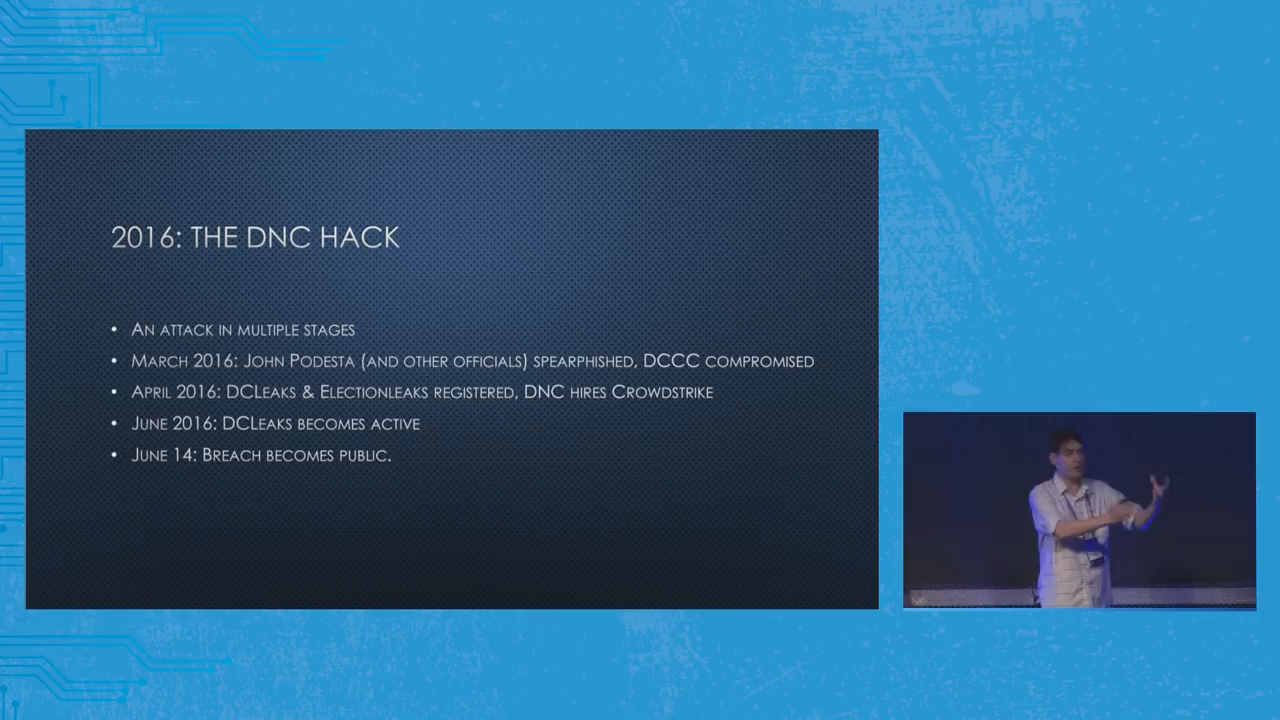 2016: THE DNC HACK
• AN ATTACK IN MULTIPLE STAGES
• MARCH 2016: JOHN PODESTA (AND OTHER OFFICIALS) SPEARPHISHED, DCCC COMPROMISED
• APRIL 2016: DCLEAKS & ELECTIONLEAKS REGISTERED, DNC HIRES CROWDSTRIKE
• JUNE 2016: DCLEAKS BECOMES ACTIVE
• JUNE 14: BREACH BECOMES PUBLIC.